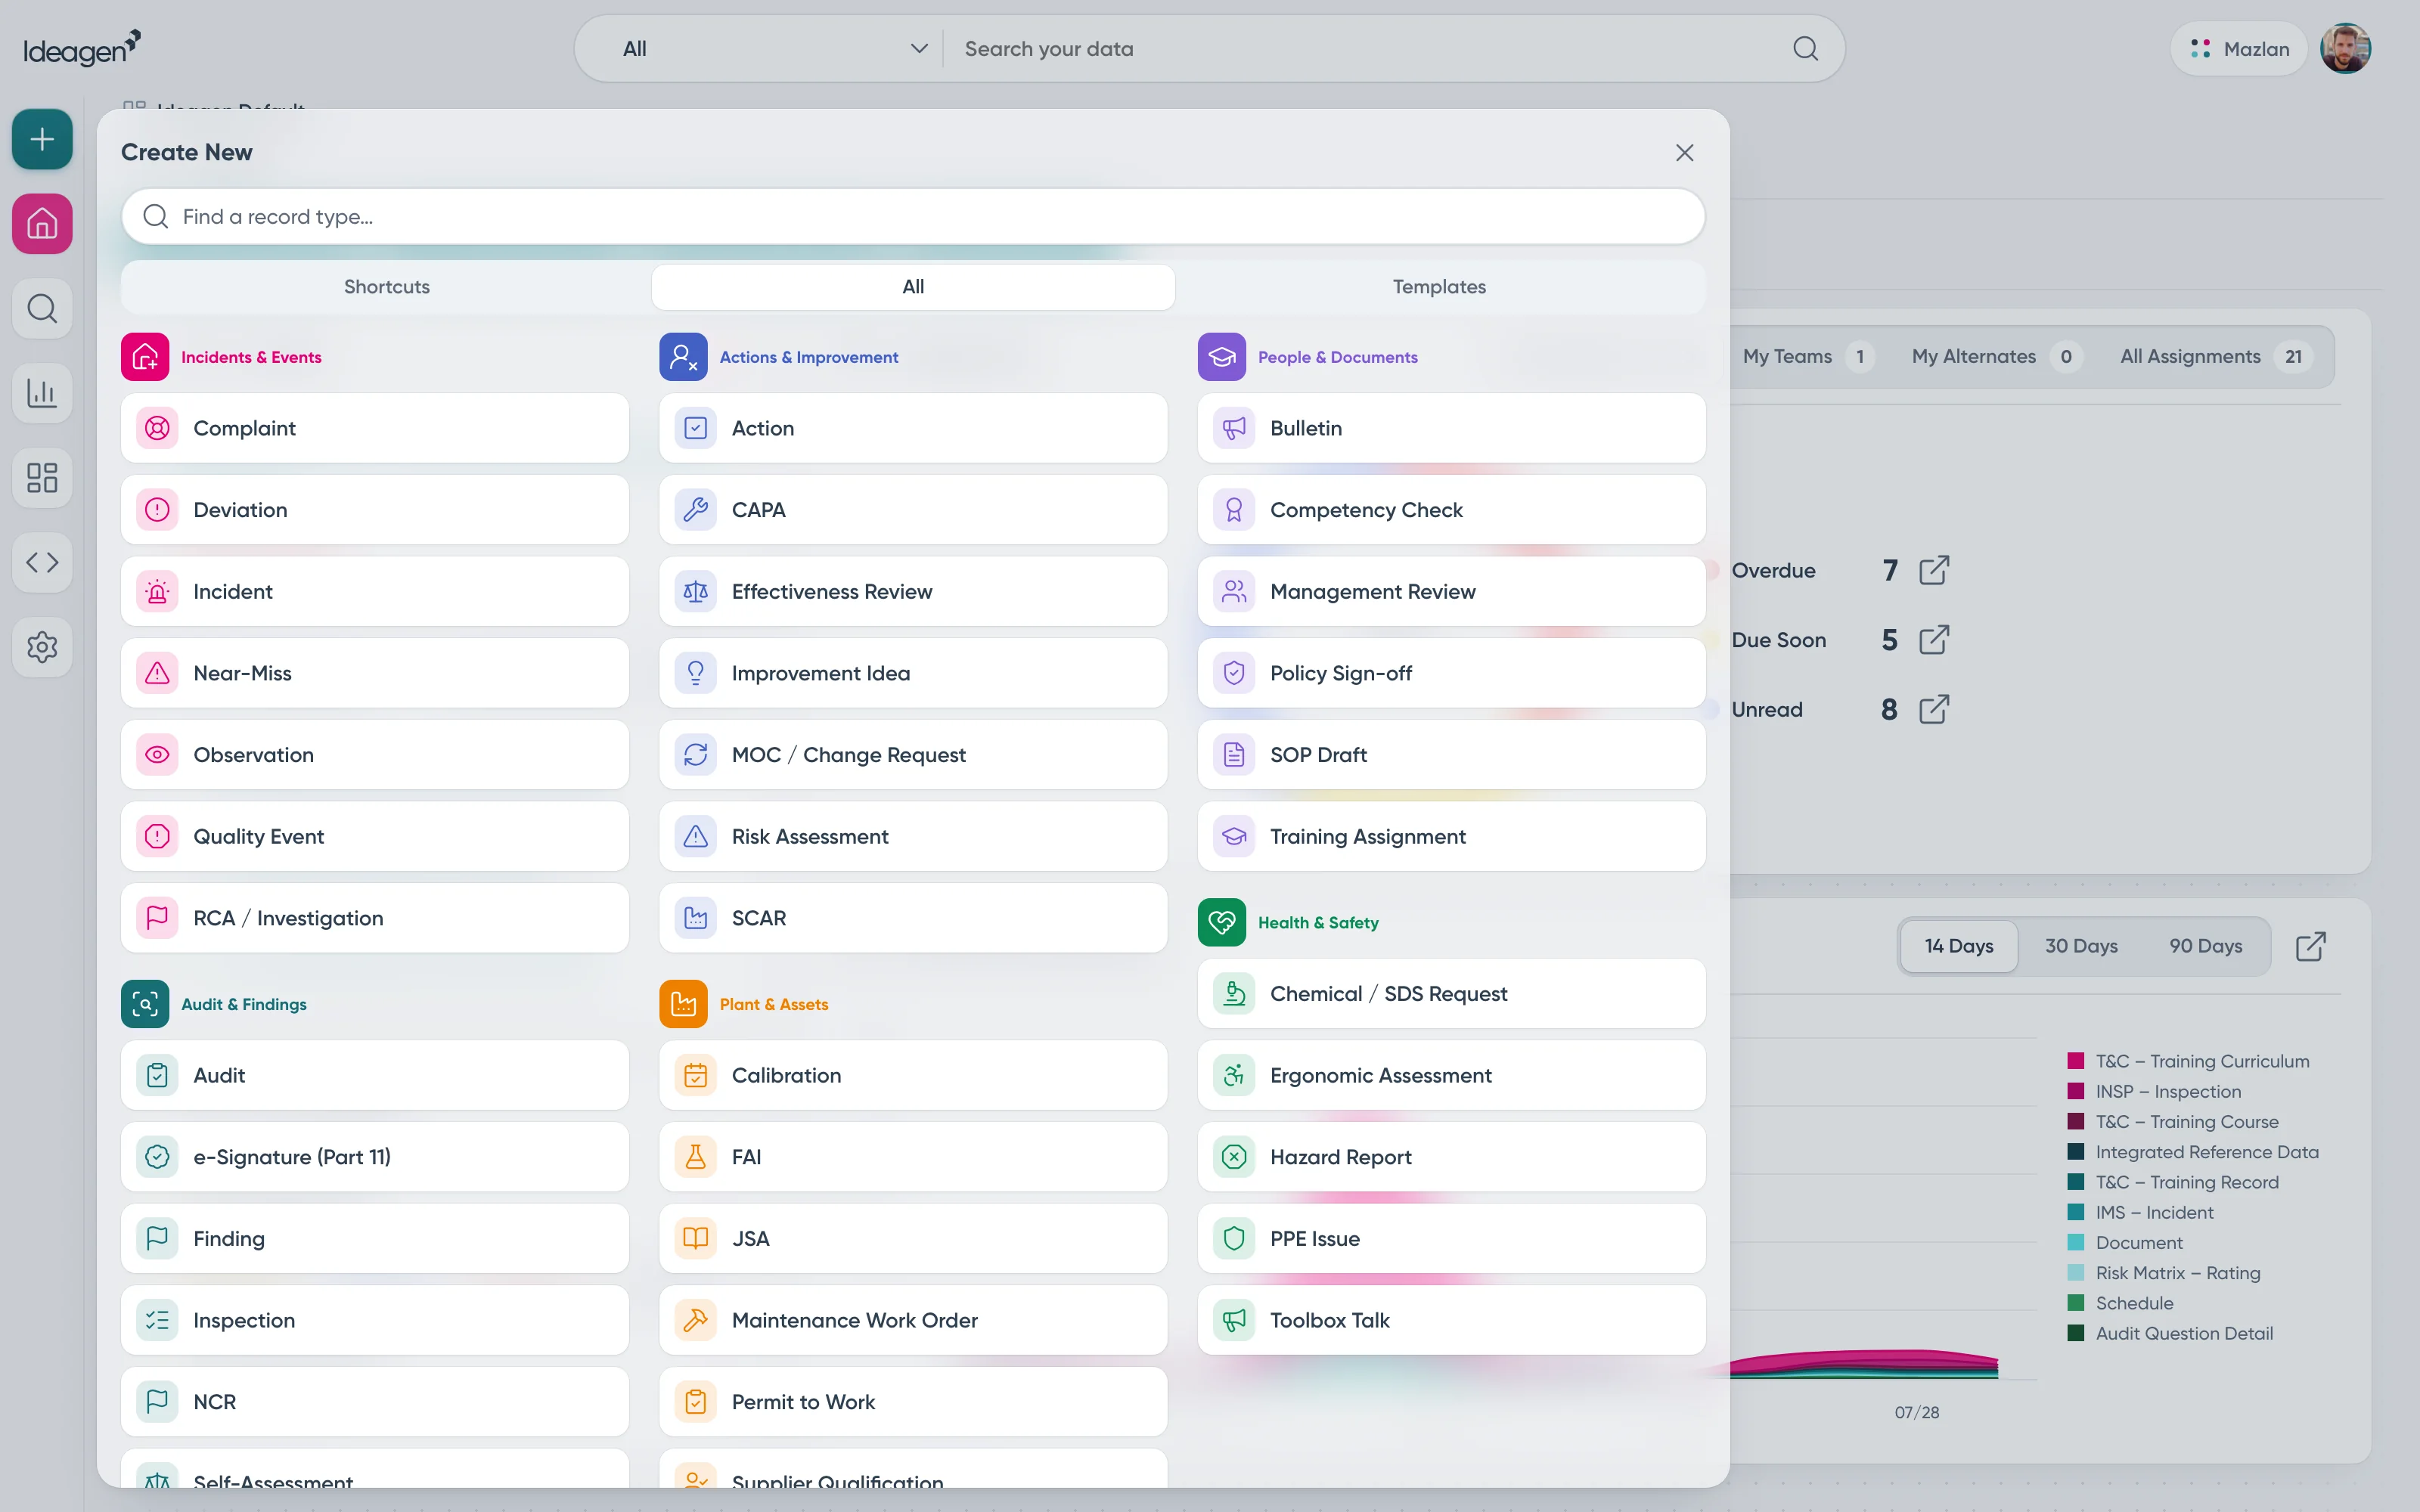 Ideagen
All
Search your data
Mazlan
Ideagen Default
Create New
Find a record type...
Shortcuts
All
Templates
Incidents & Events
Complaint
Deviation
Incident
Near-Miss
Observation
Quality Event
RCA / Investigation
Audit & Findings
Audit
e-Signature (Part 11)
Finding
Inspection
NCR
Self-Assessment
Actions & Improvement
Action
CAPA
Effectiveness Review
Improvement Idea
MOC / Change Request
Risk Assessment
SCAR
Plant & Assets
Calibration
FAI
JSA
Maintenance Work Order
Permit to Work
Supplier Qualification
People & Documents
Bulletin
Competency Check
Management Review
Policy Sign-off
SOP Draft
Training Assignment
Health & Safety
Chemical / SDS Request
Ergonomic Assessment
Hazard Report
PPE Issue
Toolbox Talk
My Teams 1
My Alternates 0
All Assignments 21
Overdue 7
Due Soon 5
Unread 8
14 Days
30 Days
90 Days
T&C – Training Curriculum
INSP – Inspection
T&C – Training Course
Integrated Reference Data
T&C – Training Record
IMS – Incident
Document
Risk Matrix – Rating
Schedule
Audit Question Detail
07/28